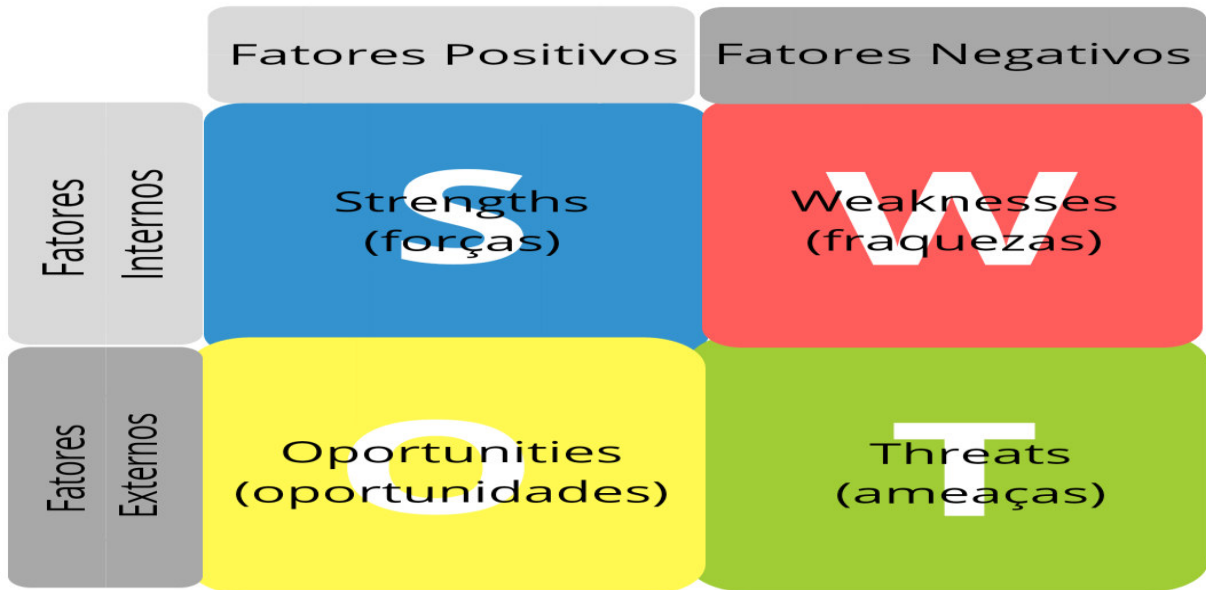 Fatores Positivos
Fatores Negativos
Fatores
Internos
S
Strengths
(forças)
W
Weaknesses
(fraquezas)
Fatores
Externos
O
Oportunities
(oportunidades)
T
Threats
(ameaças)